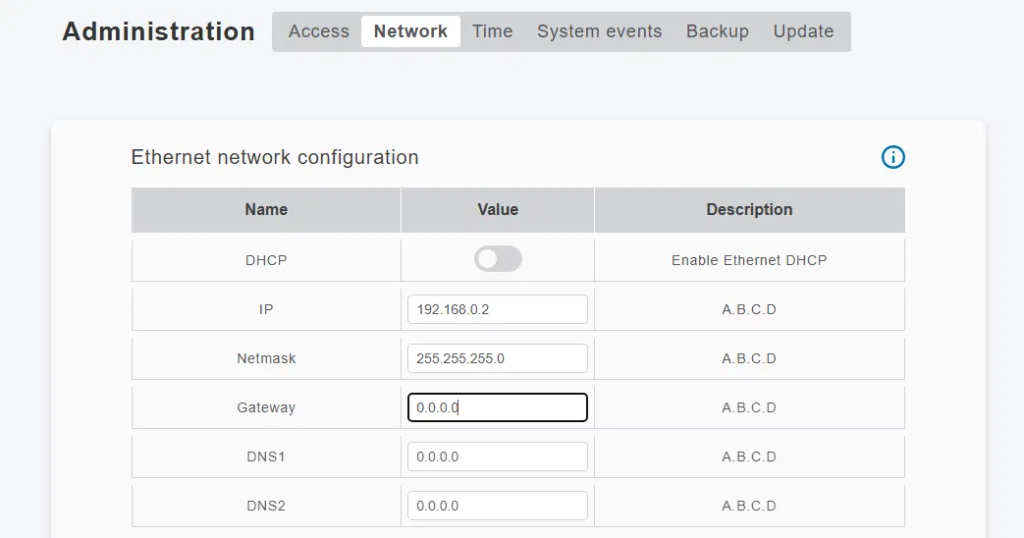 Administration Access Network Time System events Backup Update
Ethernet network configuration
Name Value Description
DHCP Enable Ethernet DHCP
IP 192.168.0.2 A.B.C.D
Netmask 255.255.255.0 A.B.C.D
Gateway 0.0.0.0 A.B.C.D
DNS1 0.0.0.0 A.B.C.D
DNS2 0.0.0.0 A.B.C.D